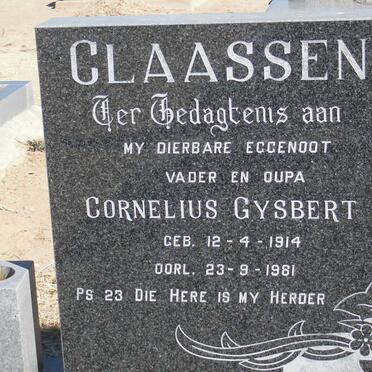 CLAASSEN
Ter Gedagtenis aan
MY DIERBARE EGGENOOT
VADER EN OUPA
CORNELIUS GYSBERT
GEB. 12-4-1914
OORL. 23-9-1981
PS 23 DIE HERE IS MY HERDER